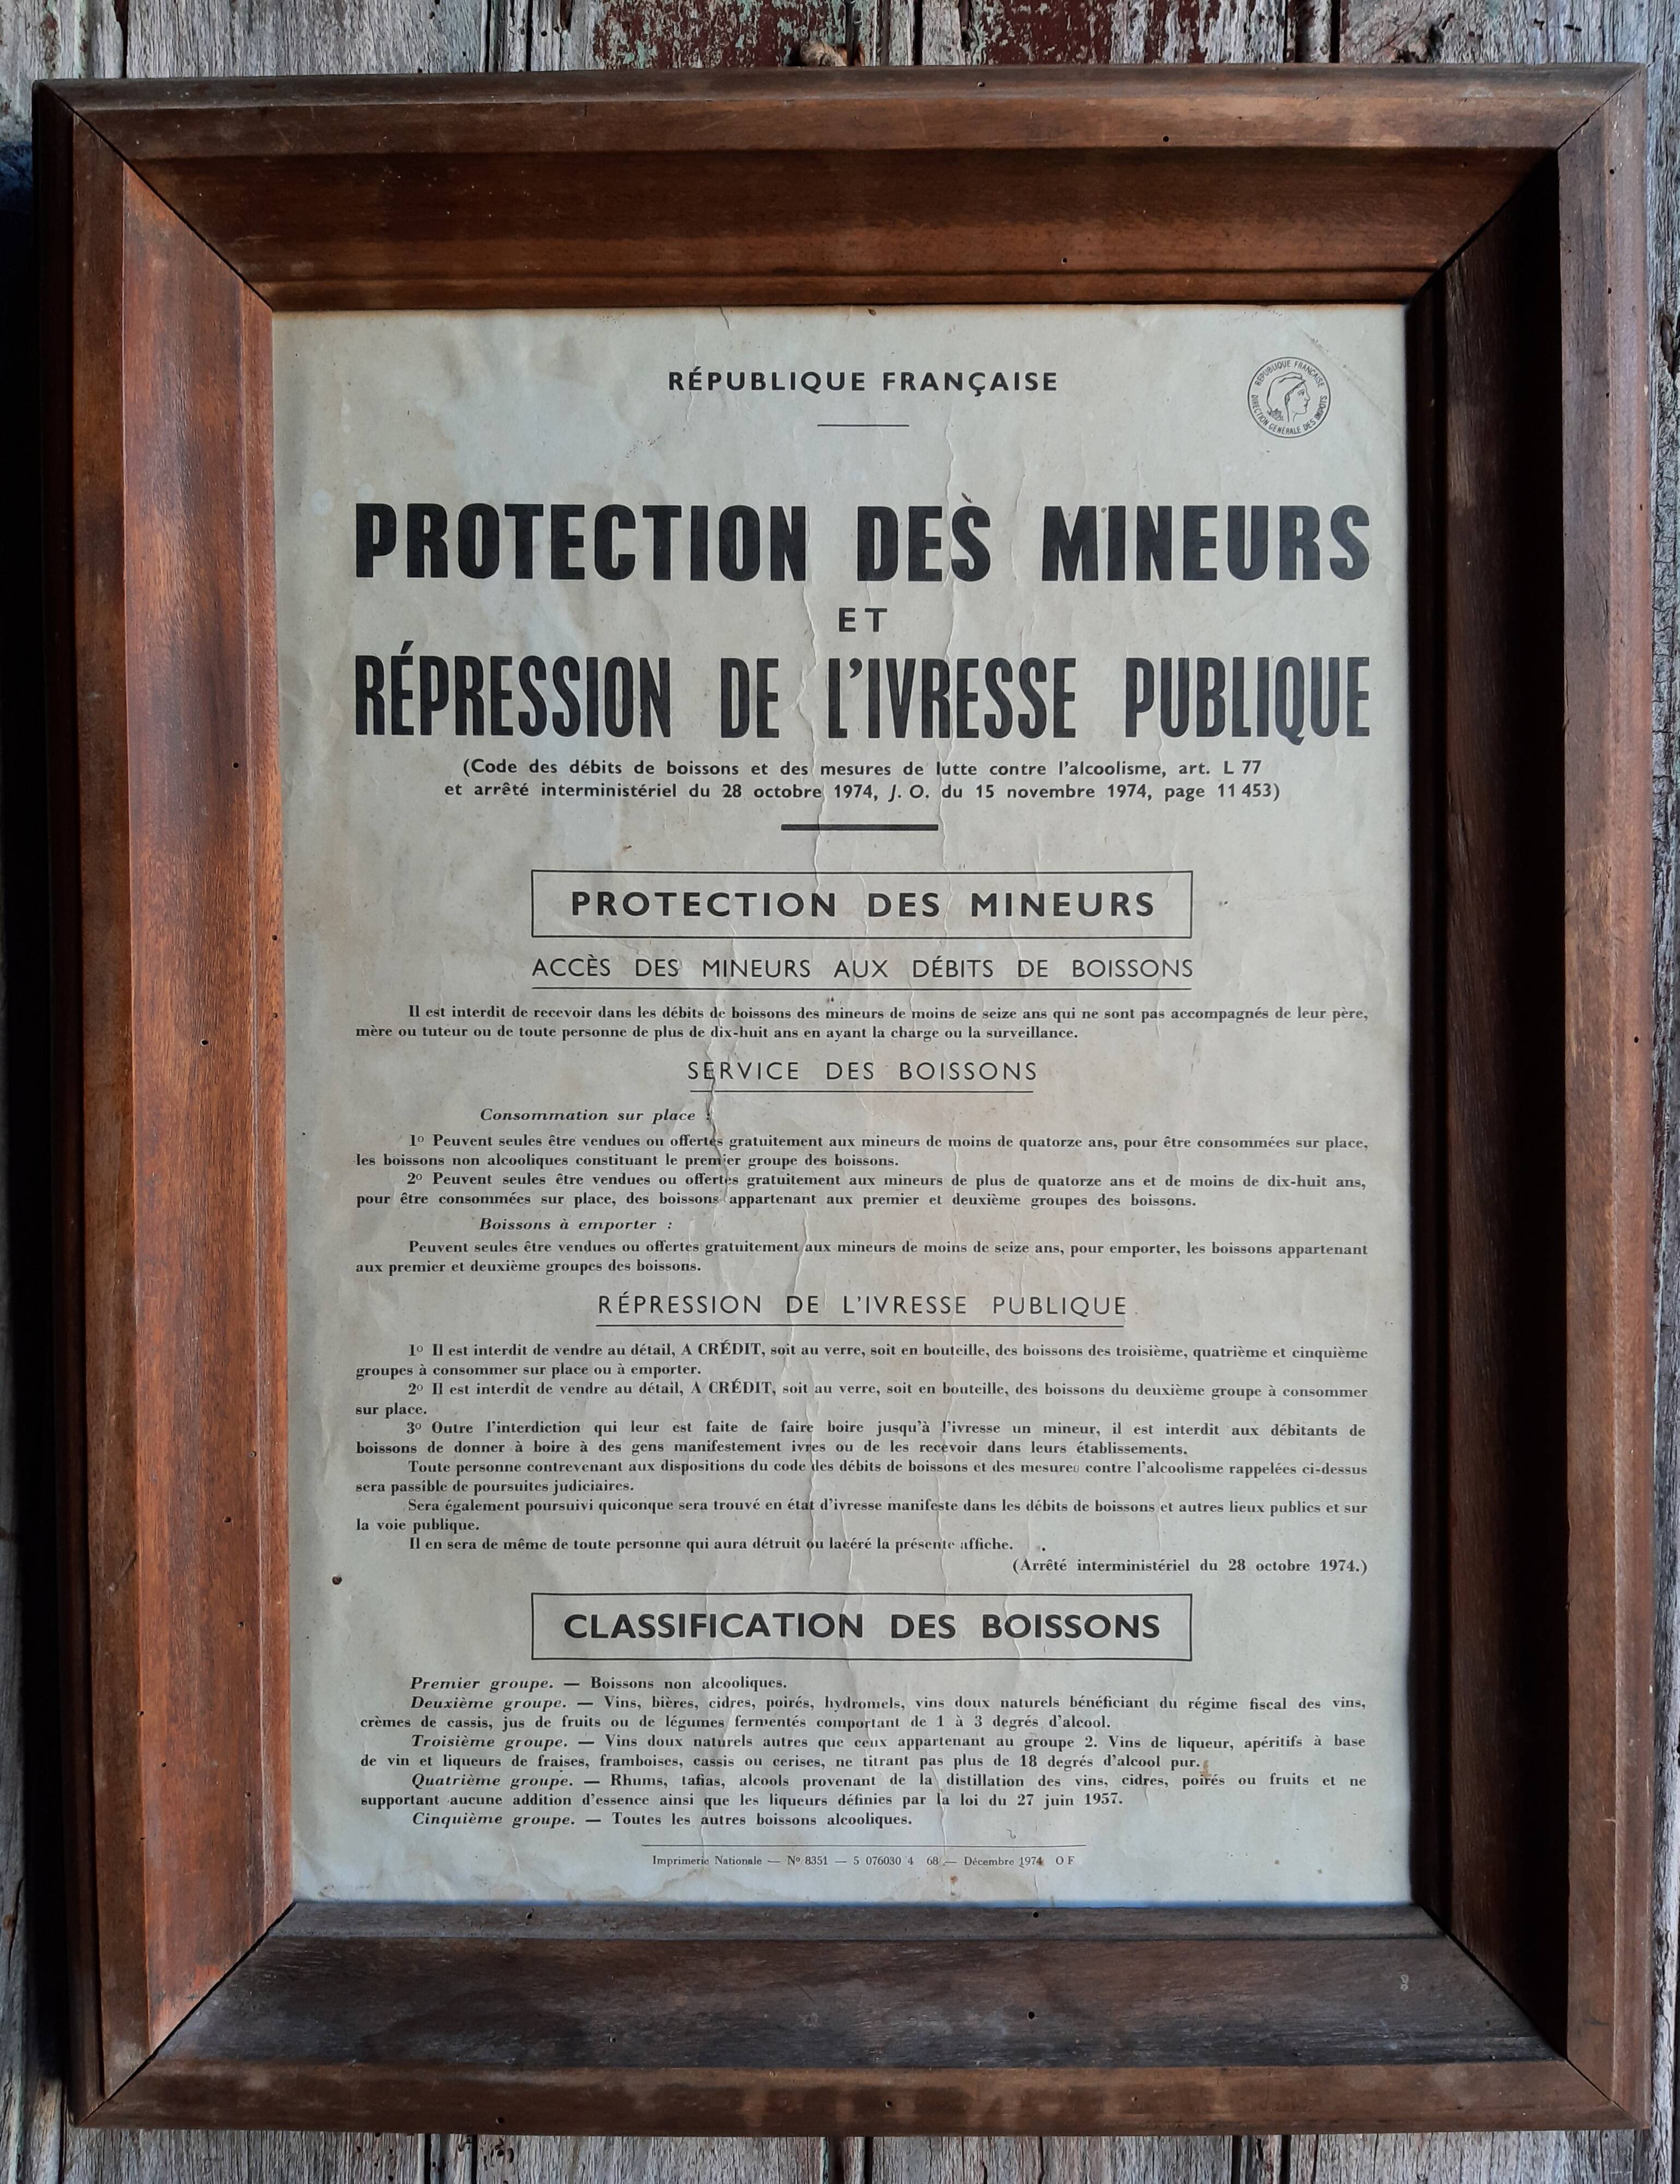 RÉPUBLIQUE FRANÇAISE
RÉPUBLIQUE FRANÇAISE
DIRECTION GÉNÉRALE DES IMPÔTS
PROTECTION DES MINEURS
ET
RÉPRESSION DE L'IVRESSE PUBLIQUE
(Code des débits de boissons et des mesures de lutte contre l'alcoolisme, art. L 77
et arrêté interministériel du 28 octobre 1974, J. O. du 15 novembre 1974, page 11 453)
PROTECTION DES MINEURS
ACCÈS DES MINEURS AUX DÉBITS DE BOISSONS
Il est interdit de recevoir dans les débits de boissons des mineurs de moins de seize ans qui ne sont pas accompagnés de leur père,
mère ou tuteur ou de toute personne de plus de dix-huit ans en ayant la charge ou la surveillance.
SERVICE DES BOISSONS
Consommation sur place :
1º Peuvent seules être vendues ou offertes gratuitement aux mineurs de moins de quatorze ans, pour être consommées sur place,
les boissons non alcooliques constituant le premier groupe des boissons.
2º Peuvent seules être vendues ou offertes gratuitement aux mineurs de plus de quatorze ans et de moins de dix-huit ans,
pour être consommées sur place, des boissons appartenant aux premier et deuxième groupes des boissons.
Boissons à emporter :
Peuvent seules être vendues ou offertes gratuitement aux mineurs de moins de seize ans, pour emporter, les boissons appartenant
aux premier et deuxième groupes des boissons.
RÉPRESSION DE L'IVRESSE PUBLIQUE
1º Il est interdit de vendre au détail, A CRÉDIT, soit au verre, soit en bouteille, des boissons des troisième, quatrième et cinquième
groupes à consommer sur place ou à emporter.
2º Il est interdit de vendre au détail, A CRÉDIT, soit au verre, soit en bouteille, des boissons du deuxième groupe à consommer
sur place.
3º Outre l'interdiction qui leur est faite de faire boire jusqu'à l'ivresse un mineur, il est interdit aux débitants de
boissons de donner à boire à des gens manifestement ivres ou de les recevoir dans leurs établissements.
Toute personne contrevenant aux dispositions du code des débits de boissons et des mesures contre l'alcoolisme rappelées ci-dessus
sera passible de poursuites judiciaires.
Sera également poursuivi quiconque sera trouvé en état d'ivresse manifeste dans les débits de boissons et autres lieux publics et sur
la voie publique.
Il en sera de même de toute personne qui aura détruit ou lacéré la présente affiche.
(Arrêté interministériel du 28 octobre 1974.)
CLASSIFICATION DES BOISSONS
Premier groupe. — Boissons non alcooliques.
Deuxième groupe. — Vins, bières, cidres, poirés, hydromels, vins doux naturels bénéficiant du régime fiscal des vins,
crèmes de cassis, jus de fruits ou de légumes fermentés comportant de 1 à 3 degrés d'alcool.
Troisième groupe. — Vins doux naturels autres que ceux appartenant au groupe 2. Vins de liqueur, apéritifs à base
de vin et liqueurs de fraises, framboises, cassis ou cerises, ne titrant pas plus de 18 degrés d'alcool pur.
Quatrième groupe. — Rhums, tafias, alcools provenant de la distillation des vins, cidres, poirés ou fruits et ne
supportant aucune addition d'essence ainsi que les liqueurs définies par la loi du 27 juin 1957.
Cinquième groupe. — Toutes les autres boissons alcooliques.
Imprimerie Nationale — Nº 8351 — 5 076030 4 68 — Décembre 1974 O F